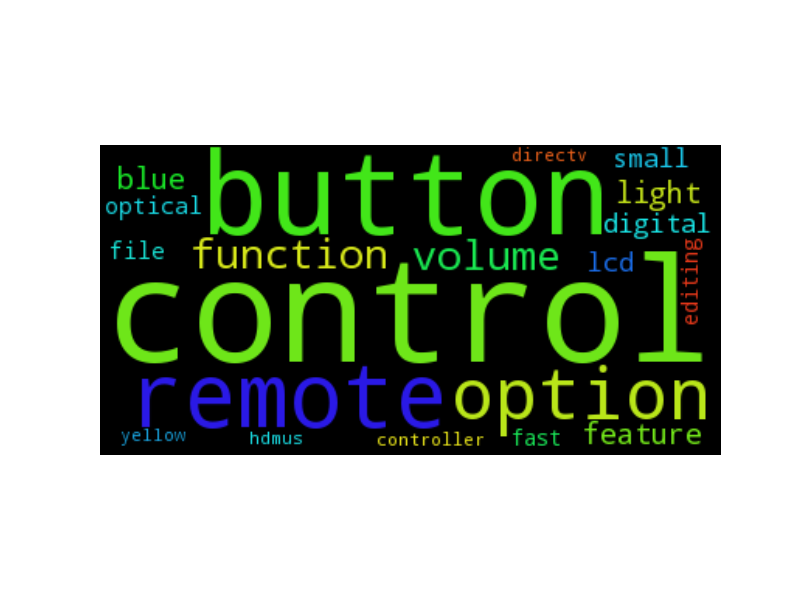 button
directv
small
blue
light
optical
digital
file
function
volume
lcd
editing
control
remote
option
yellow
hdmus
controller
fast
feature